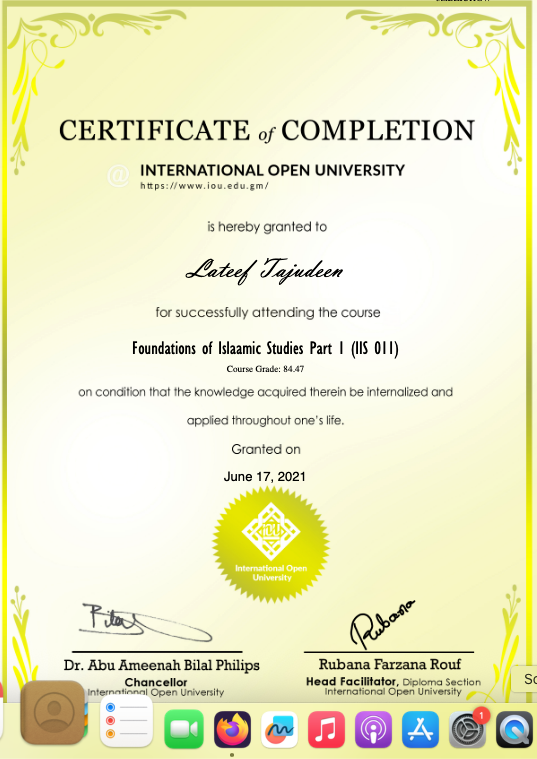 CERTIFICATE of COMPLETION
@ INTERNATIONAL OPEN UNIVERSITY
https://www.iou.edu.gm/
is hereby granted to
Lateef Tajudeen
for successfully attending the course
Foundations of Islaamic Studies Part 1 (IIS 011)
Course Grade: 84.47
on condition that the knowledge acquired therein be internalized and
applied throughout one's life.
Granted on
June 17, 2021
IOU
International Open
University
Bilal
Rubana
Dr. Abu Ameenah Bilal Philips
Chancellor
International Open University
Rubana Farzana Rouf
Head Facilitator, Diploma Section
International Open University
1